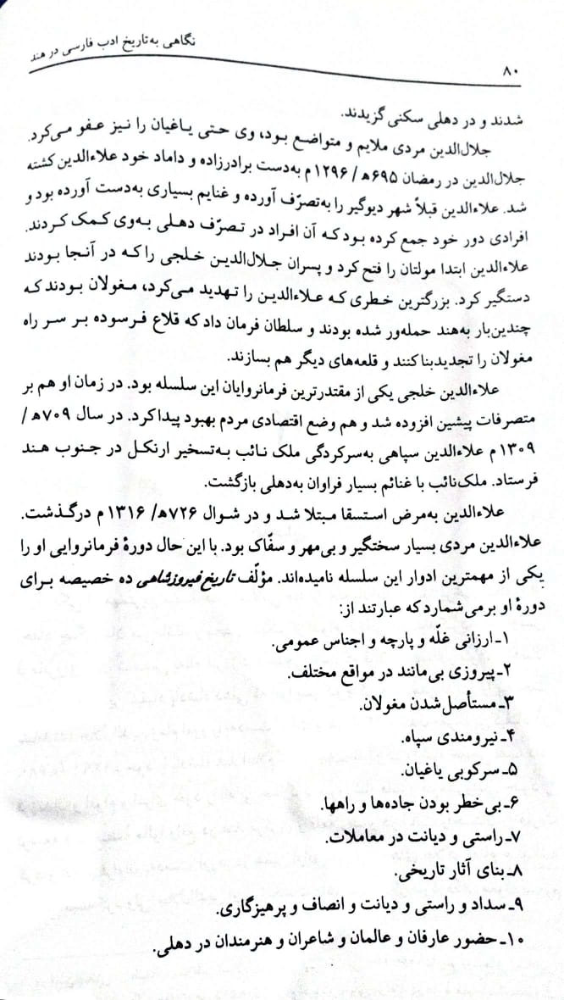 نگاهی به تاریخ ادب فارسی در هند
۸۰
شدند و در دهلی سکنی گزیدند.
جلال‌الدین مردی ملایم و متواضع بود، وی حتی یاغیان را نیز عفو می‌کرد.
جلال‌الدین در رمضان ۶۹۵ھ/ ۱۲۹۶م به‌دست برادرزاده و داماد خود علاءالدین کشته
شد. علاءالدین قبلاً شهر دیوگیر را به‌تصرّف آورده و غنایم بسیاری به‌دست آورده بود و
افرادی دور خود جمع کرده بود که آن افراد در تصرّف دهلی به‌وی کمک کردند.
علاءالدین ابتدا مولتان را فتح کرد و پسران جلال‌الدین خلجی را که در آنجا بودند
دستگیر کرد. بزرگترین خطری که علاءالدین را تهدید می‌کرد، مغولان بودند که
چندین‌بار به‌هند حمله‌ور شده بودند و سلطان فرمان داد که قلاع فرسوده بر سر راه
مغولان را تجدیدبنا کنند و قلعه‌های دیگر هم بسازند.
علاءالدین خلجی یکی از مقتدرترین فرمانروایان این سلسله بود. در زمان او هم بر
متصرفات پیشین افزوده شد و هم وضع اقتصادی مردم بهبود پیدا کرد. در سال ۷۰۹ھ/
۱۳۰۹م علاءالدین سپاهی به‌سرکردگی ملک نائب به‌تسخیر ارنکل در جنوب هند
فرستاد. ملک‌نائب با غنائم بسیار فراوان به‌دهلی بازگشت.
علاءالدین به‌مرض استسقا مبتلا شد و در شوال ۷۲۶ھ/ ۱۳۱۶م درگذشت.
علاءالدین مردی بسیار سختگیر و بی‌مهر و سفّاک بود. با این حال دورهٔ فرمانروایی او را
یکی از مهمترین ادوار این سلسله نامیده‌اند. مؤلّف تاریخ فیروزشاهی ده خصیصه برای
دورهٔ او برمی‌شمارد که عبارتند از:
۱ـ ارزانی غلّه و پارچه و اجناس عمومی.
۲ـ پیروزی بی‌مانند در مواقع مختلف.
۳ـ مستأصل شدن مغولان.
۴ـ نیرومندی سپاه.
۵ـ سرکوبی یاغیان.
۶ـ بی‌خطر بودن جاده‌ها و راهها.
۷ـ راستی و دیانت در معاملات.
۸ـ بنای آثار تاریخی.
۹ـ سداد و راستی و دیانت و انصاف و پرهیزگاری.
۱۰ـ حضور عارفان و عالمان و شاعران و هنرمندان در دهلی.